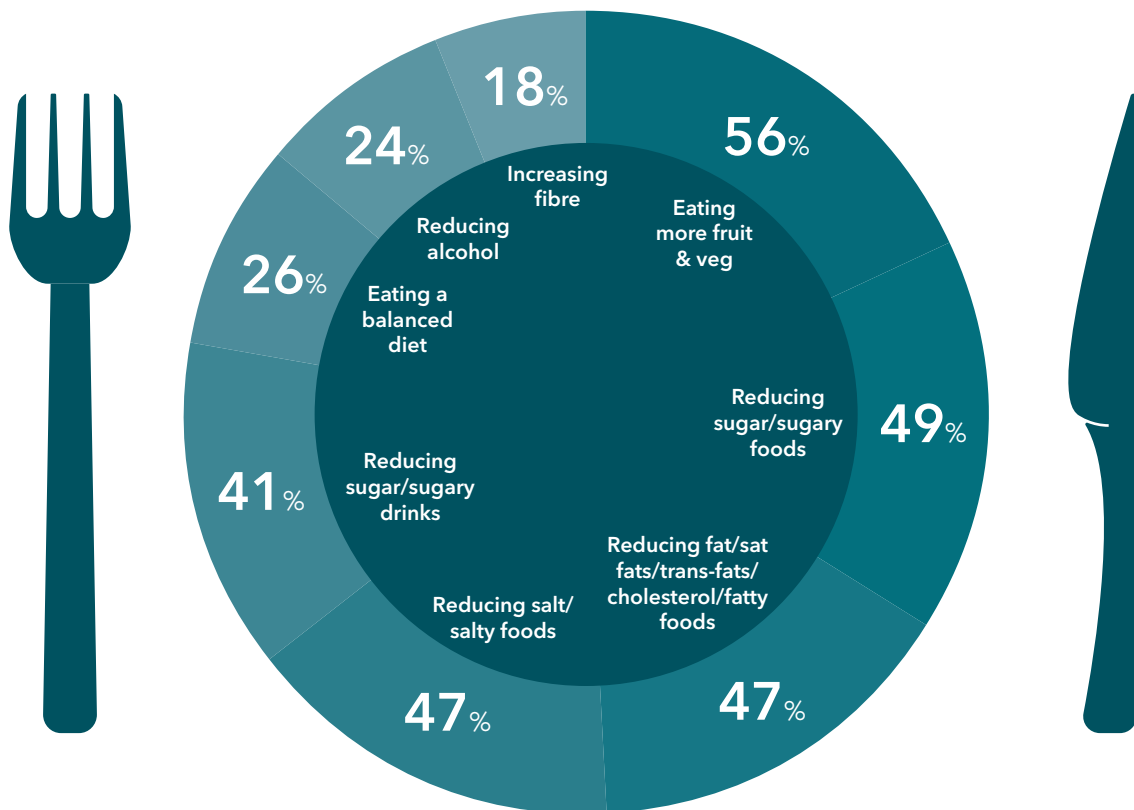 56%
Eating
more fruit
& veg
49%
Reducing
sugar/sugary
foods
47%
Reducing fat/sat
fats/trans-fats/
cholesterol/fatty
foods
47%
Reducing salt/
salty foods
41%
Reducing
sugar/sugary
drinks
26%
Eating a
balanced
diet
24%
Reducing
alcohol
18%
Increasing
fibre